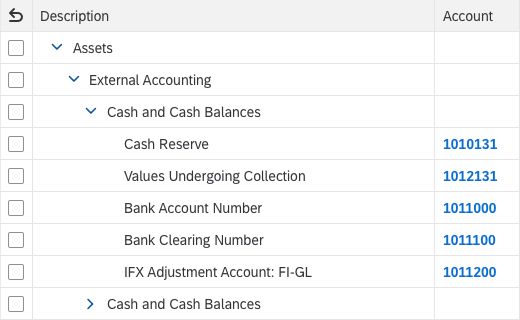 Description Account
Assets
External Accounting
Cash and Cash Balances
Cash Reserve 1010131
Values Undergoing Collection 1012131
Bank Account Number 1011000
Bank Clearing Number 1011100
IFX Adjustment Account: FI-GL 1011200
Cash and Cash Balances